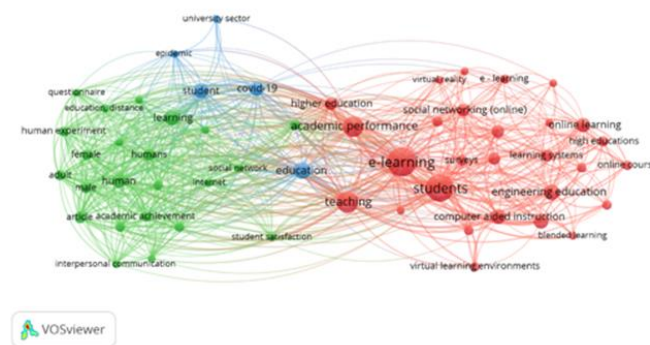 university sector
epidemic
student
covid-19
questionnaire
education, distance
learning
human experiment
female
humans
adult
male
human
social network
internet
article
academic achievement
student satisfaction
interpersonal communication
education
higher education
academic performance
virtual reality
e - learning
social networking (online)
online learning
high educations
e-learning
surveys
learning systems
online cours
students
engineering education
teaching
computer aided instruction
blended learning
virtual learning environments
VOSviewer